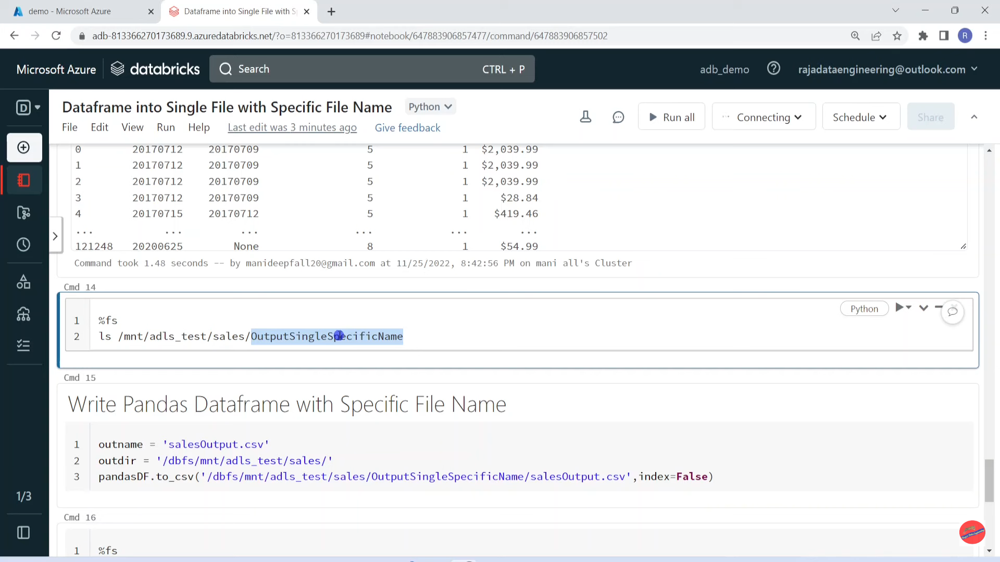 demo - Microsoft Azure
Dataframe into Single File with S
adb-813366270173689.9.azuredatabricks.net/?o=813366270173689#notebook/647883906857477/command/647883906857502
R
Microsoft Azure databricks Search CTRL + P adb_demo rajadataengineering@outlook.com
D
Dataframe into Single File with Specific File Name Python
Run all Connecting Schedule Share
File Edit View Run Help Last edit was 3 minutes ago Give feedback
0 20170712 20170709 5 1 $2,039.99
1 20170712 20170709 5 1 $2,039.99
2 20170712 20170709 5 1 $2,039.99
3 20170712 20170709 5 1 $28.84
4 20170715 20170712 5 1 $419.46
... ... ... ... ... ...
121248 20200625 None 8 1 $54.99
Command took 1.48 seconds -- by manideepfall20@gmail.com at 11/25/2022, 8:42:56 PM on mani all's Cluster
Cmd 14
Python
1 %fs
2 ls /mnt/adls_test/sales/OutputSingleSpecificName
Cmd 15
Write Pandas Dataframe with Specific File Name
1 outname = 'salesOutput.csv'
2 outdir = '/dbfs/mnt/adls_test/sales/'
3 pandasDF.to_csv('/dbfs/mnt/adls_test/sales/OutputSingleSpecificName/salesOutput.csv',index=False)
1/3
Cmd 16
1 %fs